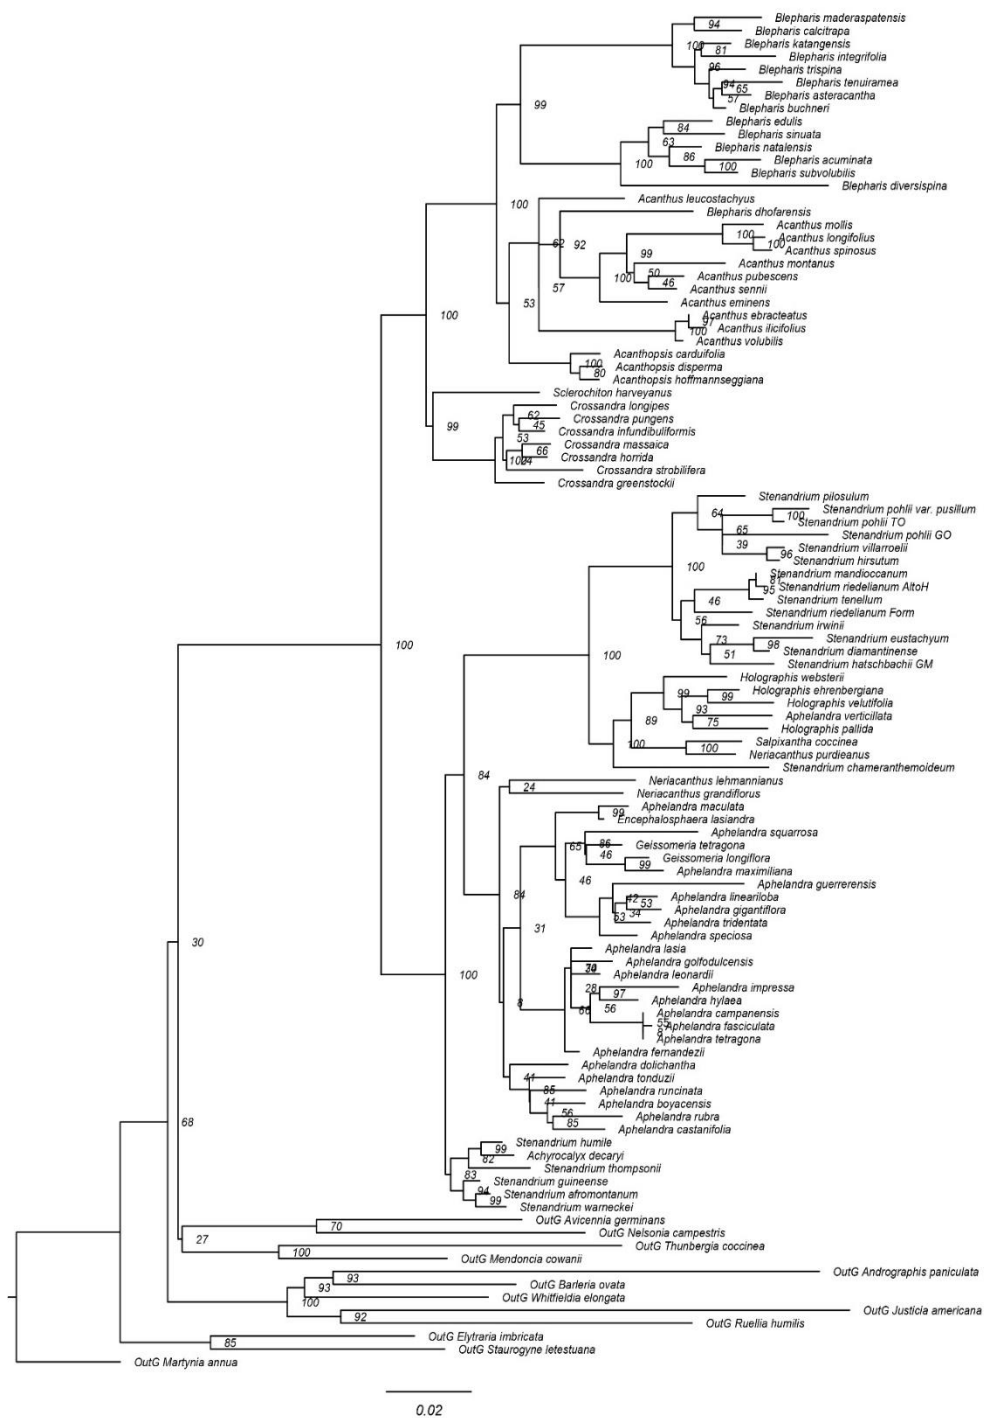 Blepharis maderaspatensis
94
Blepharis calcitrapa
Blepharis katangensis
100
81
Blepharis integrifolia
96
Blepharis trispina
Blepharis tenuiramea
94
65
Blepharis asteracantha
57
Blepharis buchneri
99
Blepharis edulis
84
Blepharis sinuata
63
Blepharis natalensis
86
Blepharis acuminata
100
100
Blepharis subvolubilis
Blepharis diversispina
Acanthus leucostachyus
100
Blepharis dhofarensis
Acanthus mollis
100
Acanthus longifolius
62
92
100
Acanthus spinosus
99
Acanthus montanus
100
50
Acanthus pubescens
46
57
Acanthus sennii
53
Acanthus eminens
100
Acanthus ebracteatus
97
Acanthus ilicifolius
100
Acanthus volubilis
Acanthopsis carduifolia
100
Acanthopsis disperma
80
Acanthopsis hoffmannseggiana
Sclerochiton harveyanus
Crossandra longipes
62
Crossandra pungens
99
45
Crossandra infundibuliformis
53
Crossandra massaica
66
Crossandra horrida
100
Crossandra strobilifera
Crossandra greenstockii
Stenandrium pilosulum
64
Stenandrium pohlii var. pusillum
100
Stenandrium pohlii TO
65
Stenandrium pohlii GO
39
Stenandrium villarroelii
96
Stenandrium hirsutum
100
Stenandrium mandioccanum
81
Stenandrium riedelianum AltoH
95
46
Stenandrium tenellum
Stenandrium riedelianum Form
56
Stenandrium irwinii
73
Stenandrium eustachyum
98
100
100
51
Stenandrium diamantinense
Stenandrium hatschbachii GM
Holographis websterii
99
Holographis ehrenbergiana
99
Holographis velutifolia
93
89
Aphelandra verticillata
75
Holographis pallida
100
Salpixantha coccinea
100
Neriacanthus purdieanus
Stenandrium chameranthemoideum
84
Neriacanthus lehmannianus
24
Neriacanthus grandiflorus
Aphelandra maculata
99
Encephalosphaera lasiandra
Aphelandra squarrosa
65
86
Geissomeria tetragona
46
Geissomeria longiflora
99
Aphelandra maximiliana
46
Aphelandra guerrerensis
84
42
Aphelandra lineariloba
53
34
Aphelandra gigantiflora
53
Aphelandra tridentata
31
Aphelandra speciosa
30
Aphelandra lasia
Aphelandra golfodulcensis
100
Aphelandra leonardii
28
Aphelandra impressa
97
8
Aphelandra hylaea
66
56
Aphelandra campanensis
55
Aphelandra fasciculata
8
Aphelandra tetragona
Aphelandra fernandezii
Aphelandra dolichantha
41
Aphelandra tonduzii
85
Aphelandra runcinata
41
Aphelandra boyacensis
56
Aphelandra rubra
85
68
Aphelandra castanifolia
Stenandrium humile
99
82
Achyrocalyx decaryi
Stenandrium thompsonii
83
Stenandrium guineense
94
Stenandrium afromontanum
99
Stenandrium warneckei
OutG Avicennia germinans
70
OutG Nelsonia campestris
27
OutG Thunbergia coccinea
100
OutG Mendoncia cowanii
OutG Andrographis paniculata
93
93
OutG Barleria ovata
OutG Whitfieldia elongata
100
OutG Justicia americana
92
OutG Ruellia humilis
OutG Elytraria imbricata
85
OutG Staurogyne letestuana
OutG Martynia annua
0.02